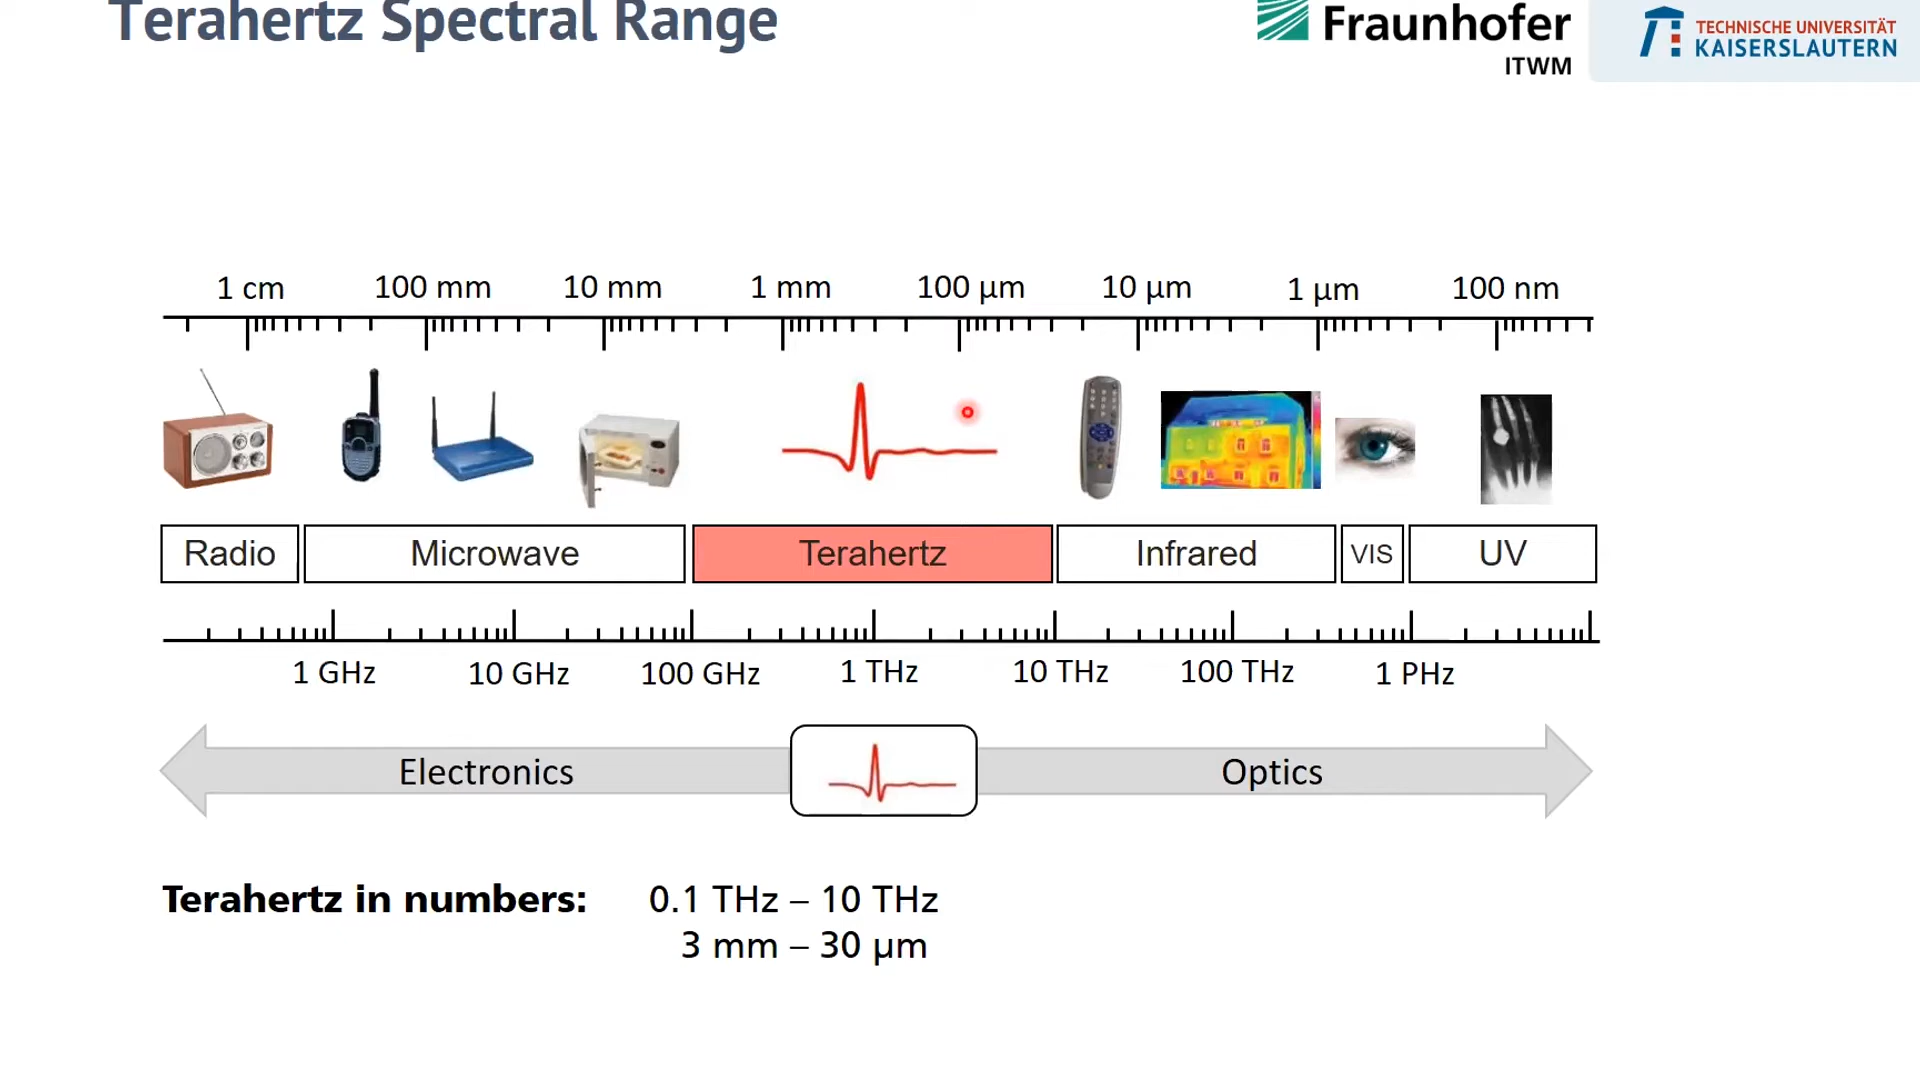 Terahertz Spectral Range
Fraunhofer
ITWM
TECHNISCHE UNIVERSITÄT
KAISERSLAUTERN
1 cm 100 mm 10 mm 1 mm 100 µm 10 µm 1 µm 100 nm
Radio Microwave Terahertz Infrared VIS UV
1 GHz 10 GHz 100 GHz 1 THz 10 THz 100 THz 1 PHz
Electronics Optics
Terahertz in numbers: 0.1 THz – 10 THz
3 mm – 30 µm